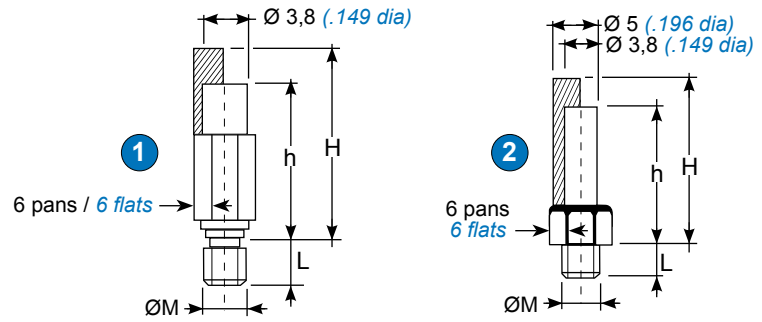 Ø 3,8 (.149 dia)
1
h
H
6 pans / 6 flats
L
ØM
Ø 5 (.196 dia)
Ø 3,8 (.149 dia)
2
h
H
6 pans
6 flats
L
ØM